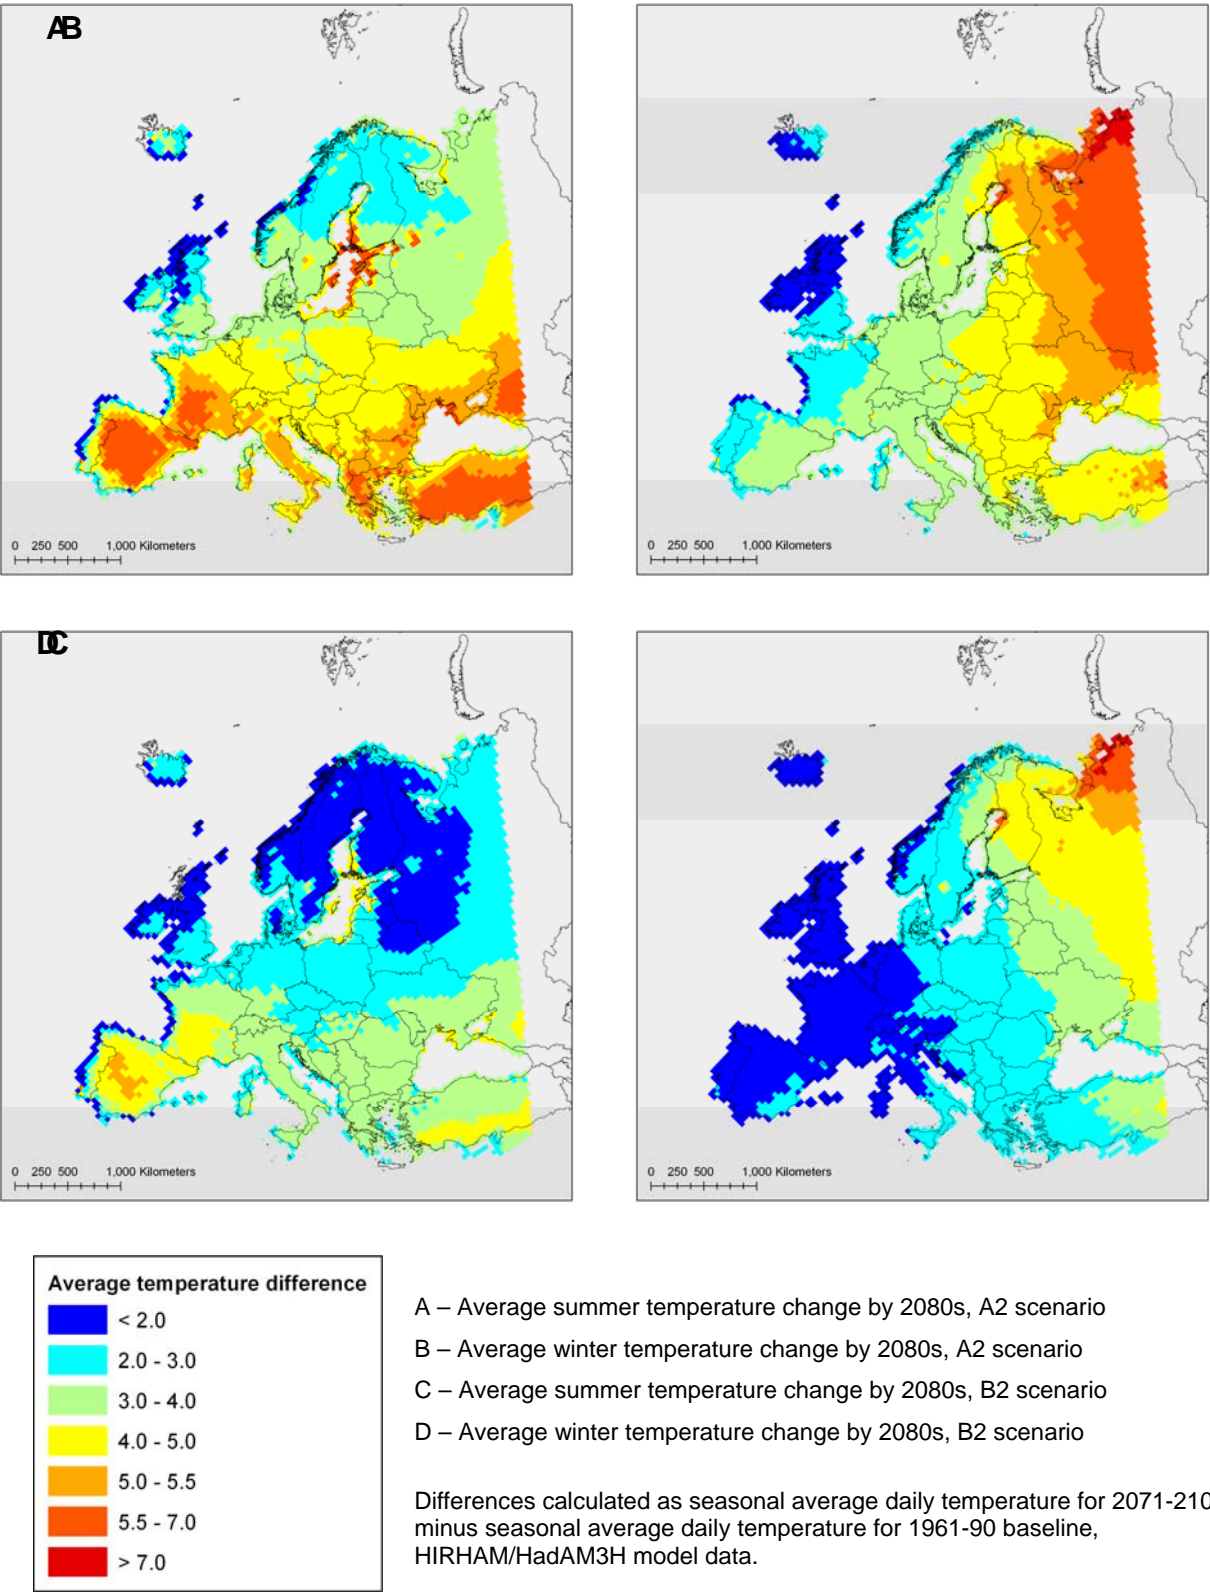 AB
0 250 500 1,000 Kilometers
0 250 500 1,000 Kilometers
DC
0 250 500 1,000 Kilometers
0 250 500 1,000 Kilometers
Average temperature difference
< 2.0
2.0 - 3.0
3.0 - 4.0
4.0 - 5.0
5.0 - 5.5
5.5 - 7.0
> 7.0
A – Average summer temperature change by 2080s, A2 scenario
B – Average winter temperature change by 2080s, A2 scenario
C – Average summer temperature change by 2080s, B2 scenario
D – Average winter temperature change by 2080s, B2 scenario
Differences calculated as seasonal average daily temperature for 2071-210
minus seasonal average daily temperature for 1961-90 baseline,
HIRHAM/HadAM3H model data.